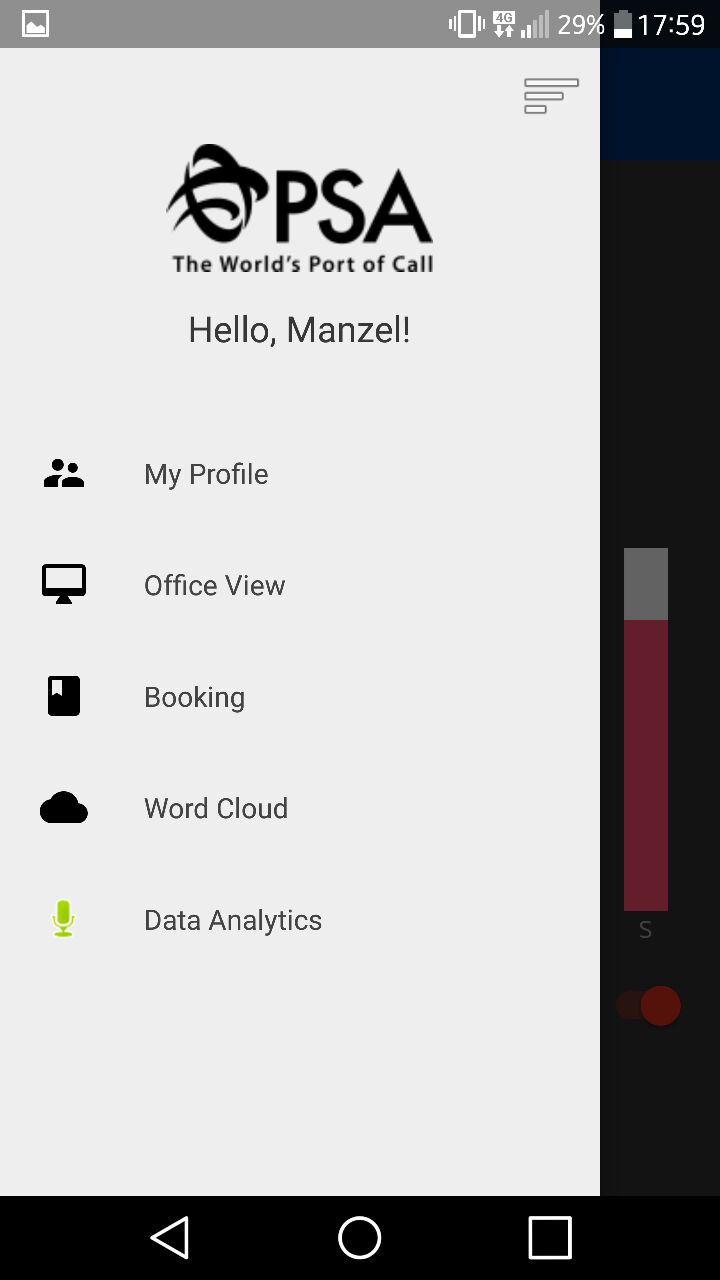 4G 29% 17:59
PSA
The World's Port of Call
Hello, Manzel!
My Profile
Office View
Booking
Word Cloud
Data Analytics
S